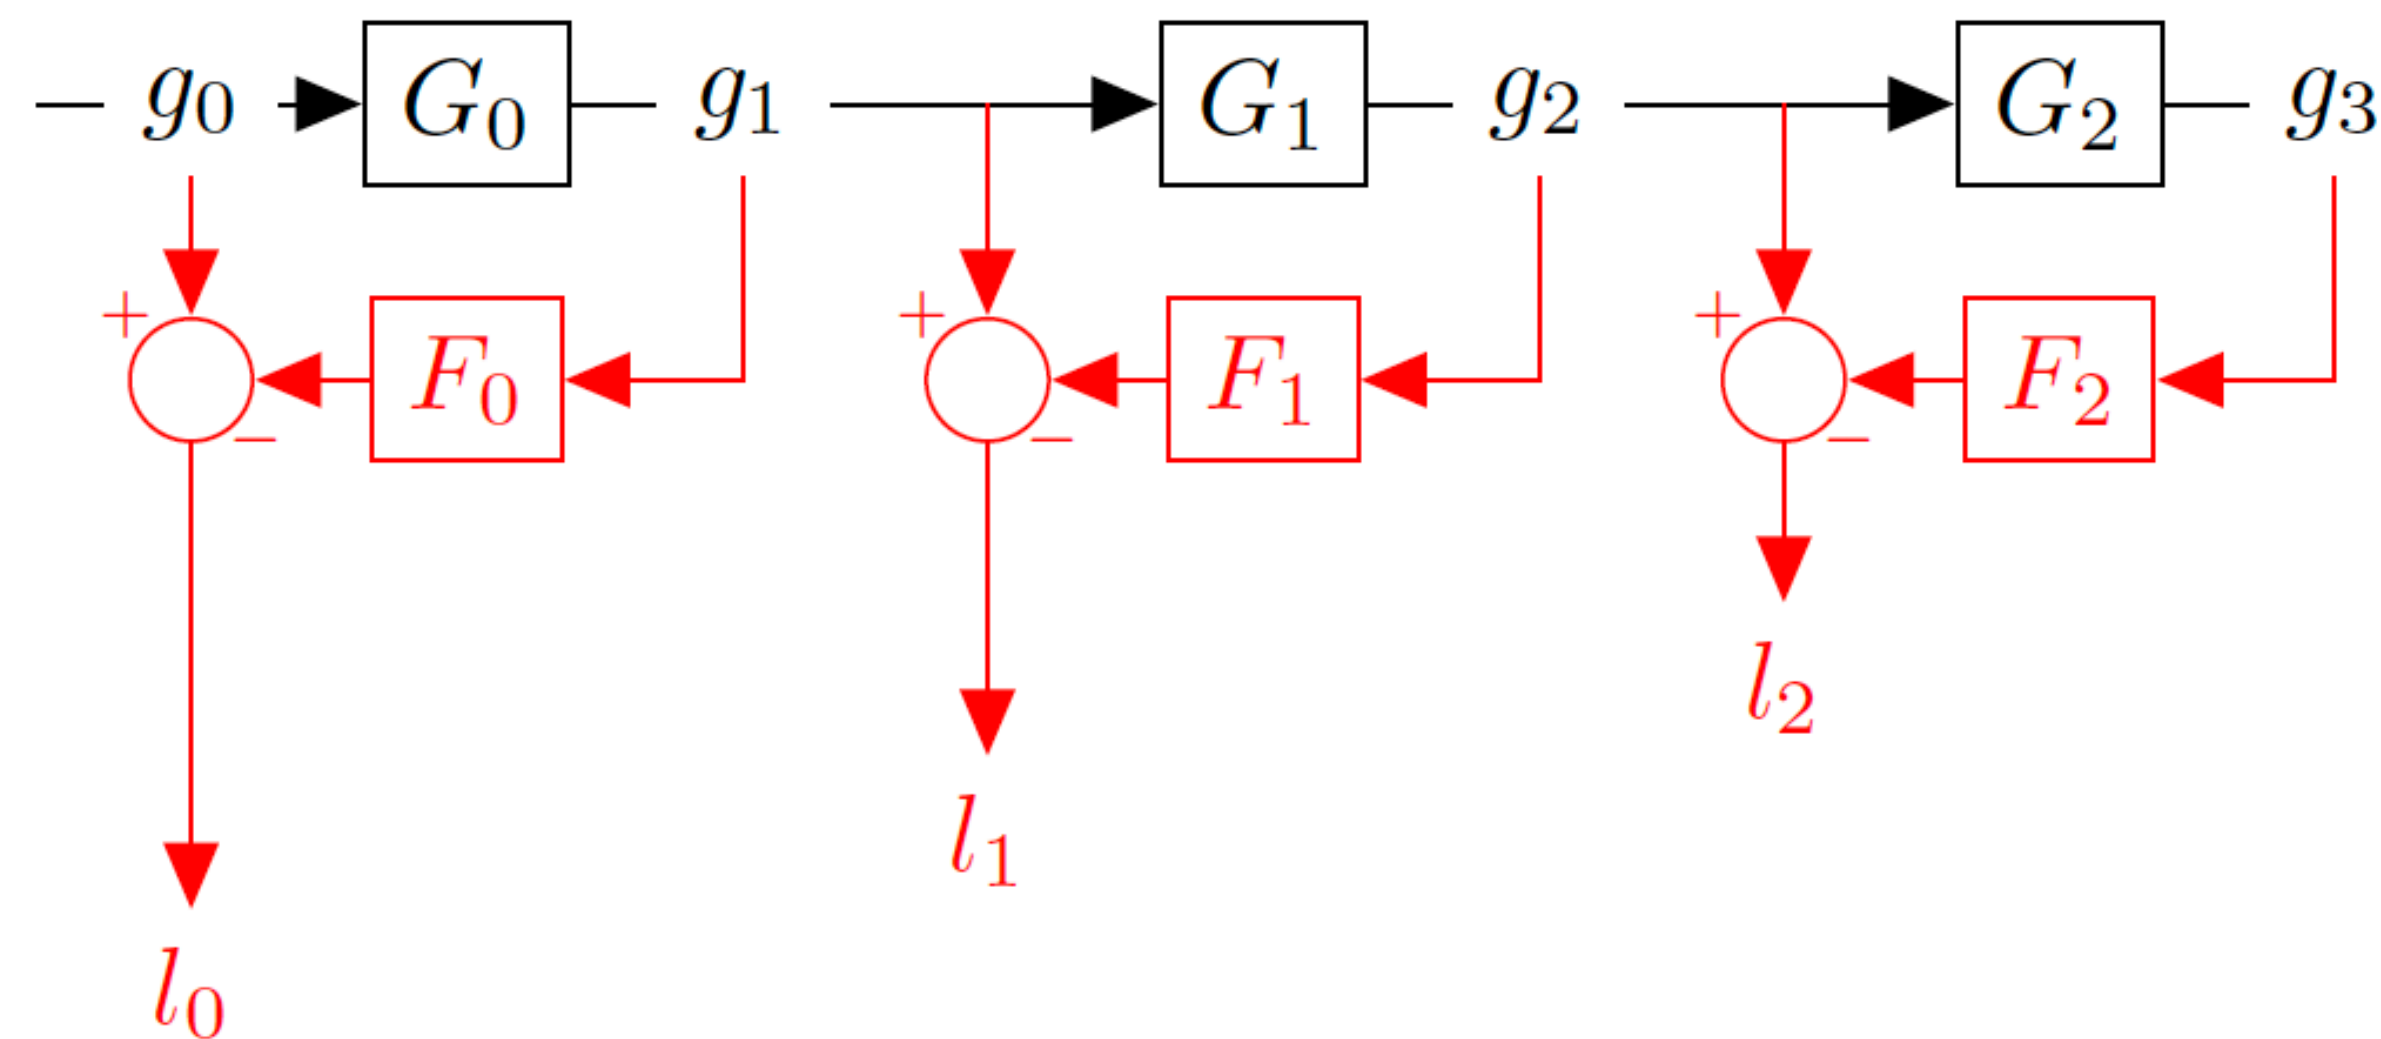 g₀ G₀ g₁ G₁ g₂ G₂ g₃
+ + +
F₀ F₁ F₂
− − −
l₂
l₁
l₀